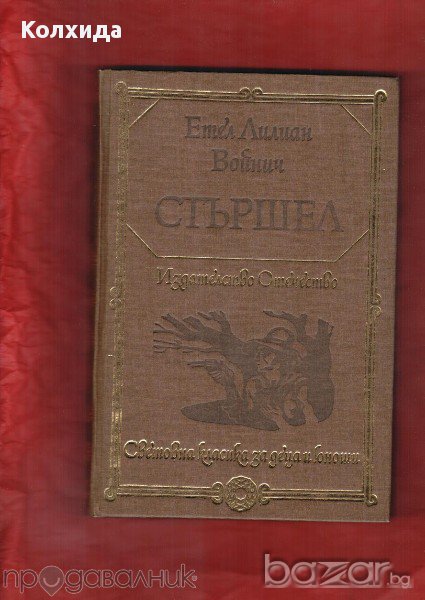 Колхида
Етел Лилиан
Войнич
СТЪРШЕЛ
Издателство Отечество
Световна класика за деца и юноши
продавалник
bazar.bg